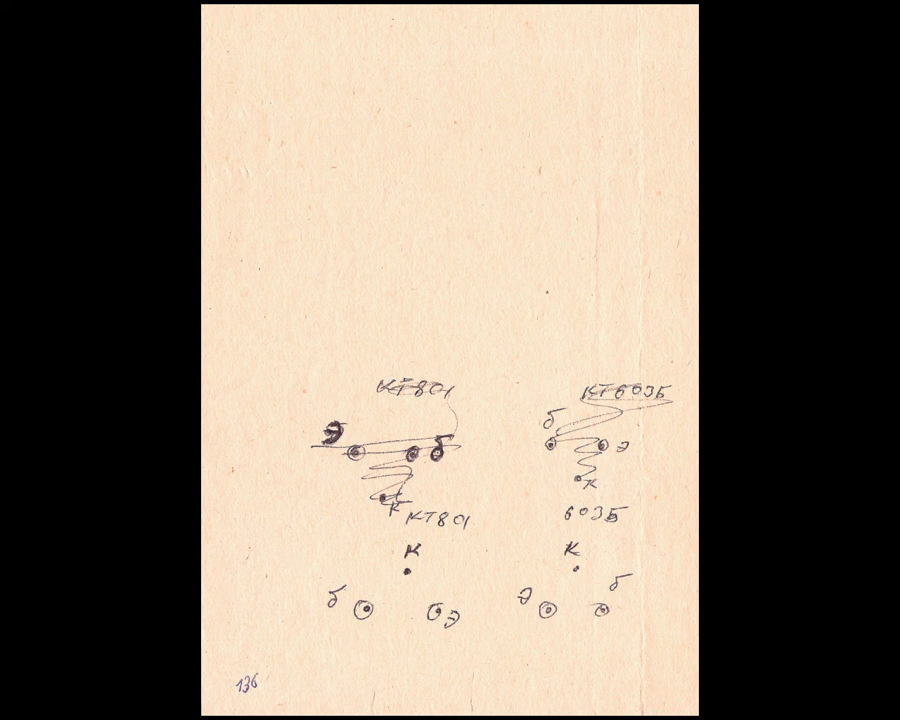 КТ801 КТ603Б
Э б б Э
К К
КТ801 603Б
К К
б Э Э б
136